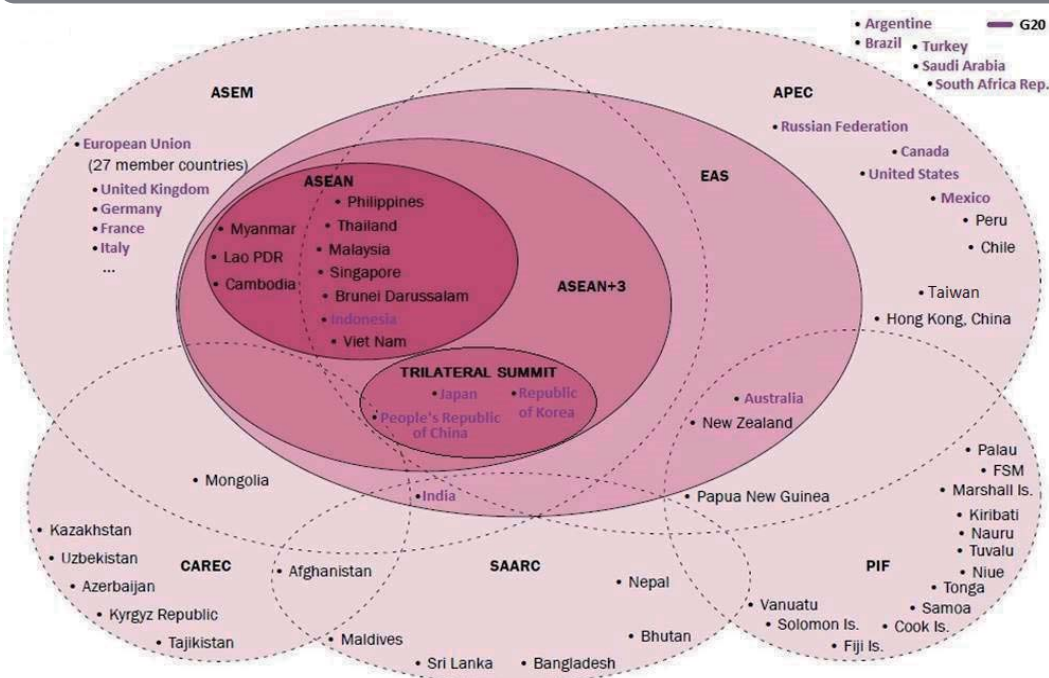 • Argentine
• Brazil
• Turkey
• Saudi Arabia
• South Africa Rep.
G20
ASEM
APEC
• European Union
(27 member countries)
• United Kingdom
• Germany
• France
• Italy
...
• Russian Federation
• Canada
• United States
• Mexico
• Peru
• Chile
• Taiwan
• Hong Kong, China
EAS
ASEAN
• Philippines
• Myanmar
• Thailand
• Lao PDR
• Malaysia
• Singapore
• Cambodia
• Brunei Darussalam
• Indonesia
• Viet Nam
ASEAN+3
TRILATERAL SUMMIT
• Japan
• Republic
of Korea
• People's Republic
of China
• Australia
• New Zealand
• Mongolia
• India
• Papua New Guinea
• Palau
• FSM
• Marshall Is.
• Kiribati
• Nauru
• Tuvalu
• Niue
• Tonga
• Samoa
• Cook Is.
• Fiji Is.
• Solomon Is.
• Vanuatu
PIF
• Kazakhstan
• Uzbekistan
• Azerbaijan
• Kyrgyz Republic
• Tajikistan
CAREC
• Afghanistan
SAARC
• Nepal
• Maldives
• Bhutan
• Sri Lanka
• Bangladesh